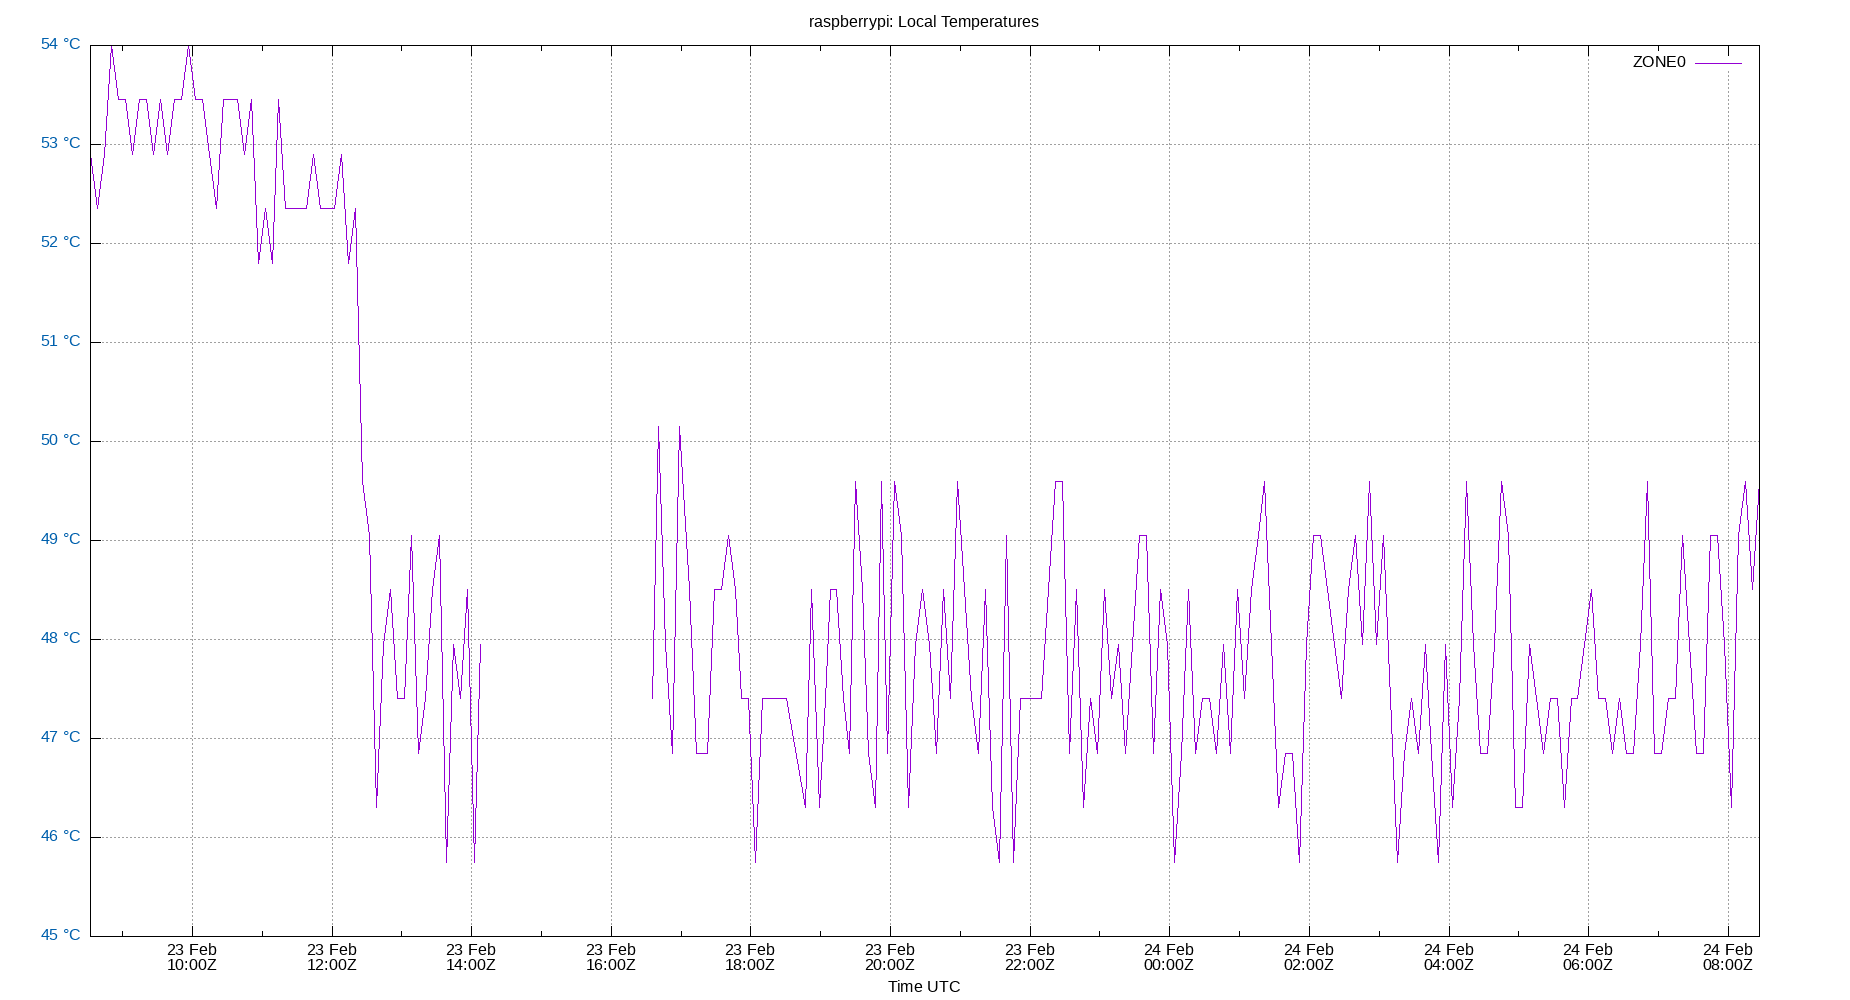 raspberrypi: Local Temperatures
54 °C
ZONE0
53 °C
52 °C
51 °C
50 °C
49 °C
48 °C
47 °C
46 °C
45 °C
23 Feb 23 Feb 23 Feb 23 Feb 23 Feb 23 Feb 23 Feb 24 Feb 24 Feb 24 Feb 24 Feb 24 Feb
10:00Z 12:00Z 14:00Z 16:00Z 18:00Z 20:00Z 22:00Z 00:00Z 02:00Z 04:00Z 06:00Z 08:00Z
Time UTC